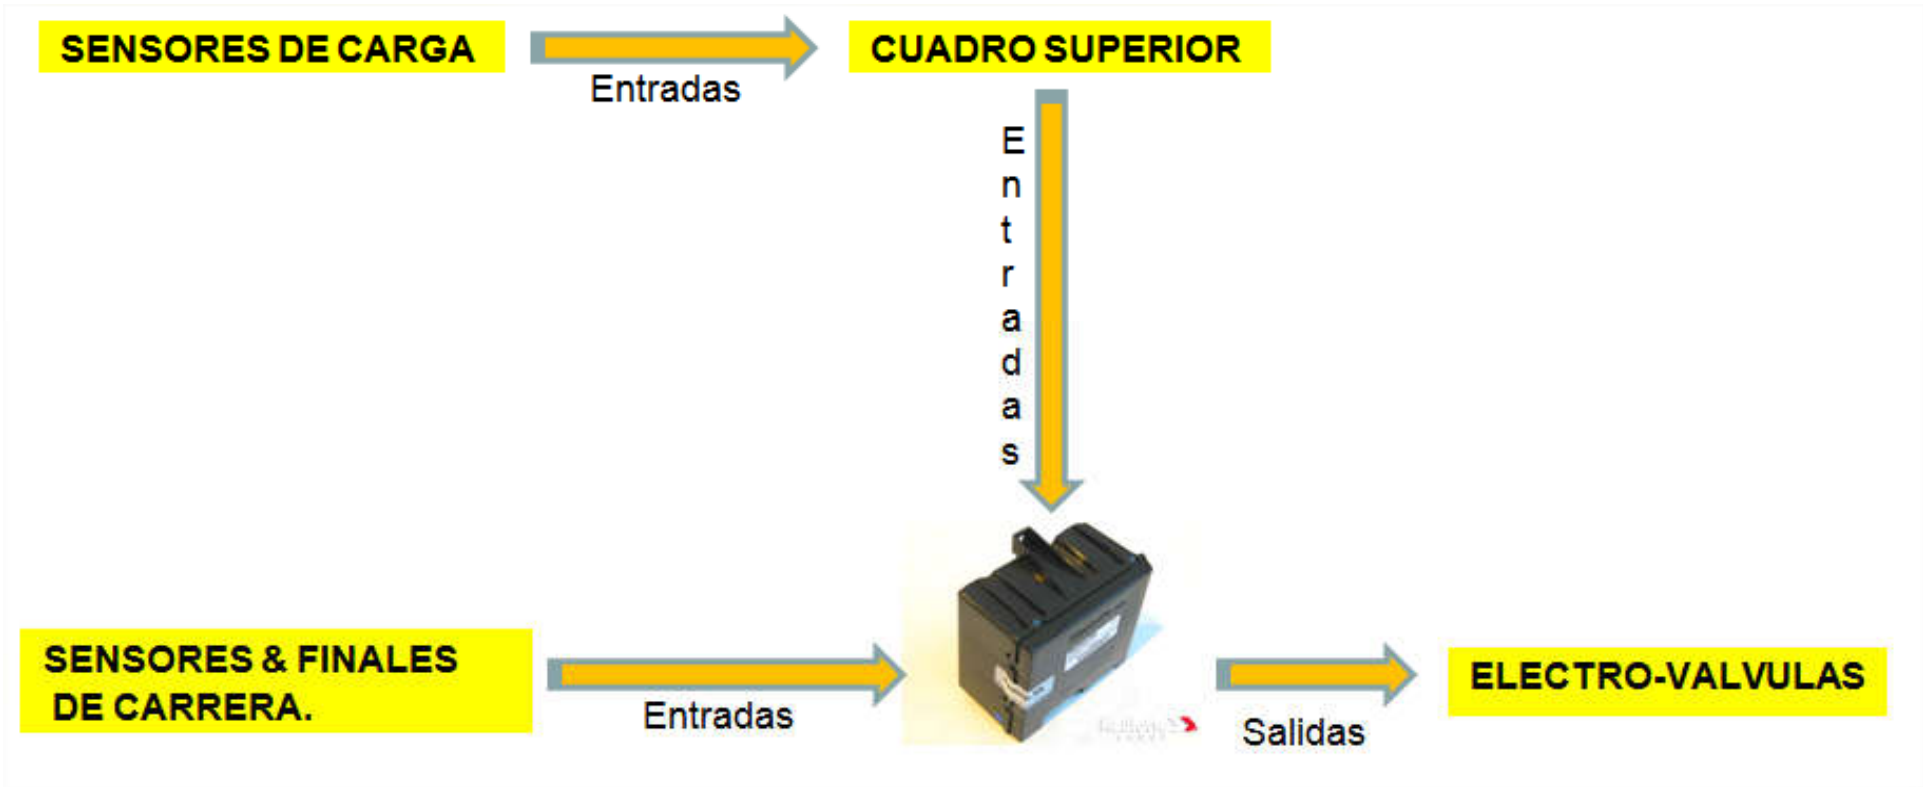 SENSORES DE CARGA
Entradas
CUADRO SUPERIOR
Entradas
SENSORES & FINALES
DE CARRERA.
Entradas
Salidas
ELECTRO-VALVULAS